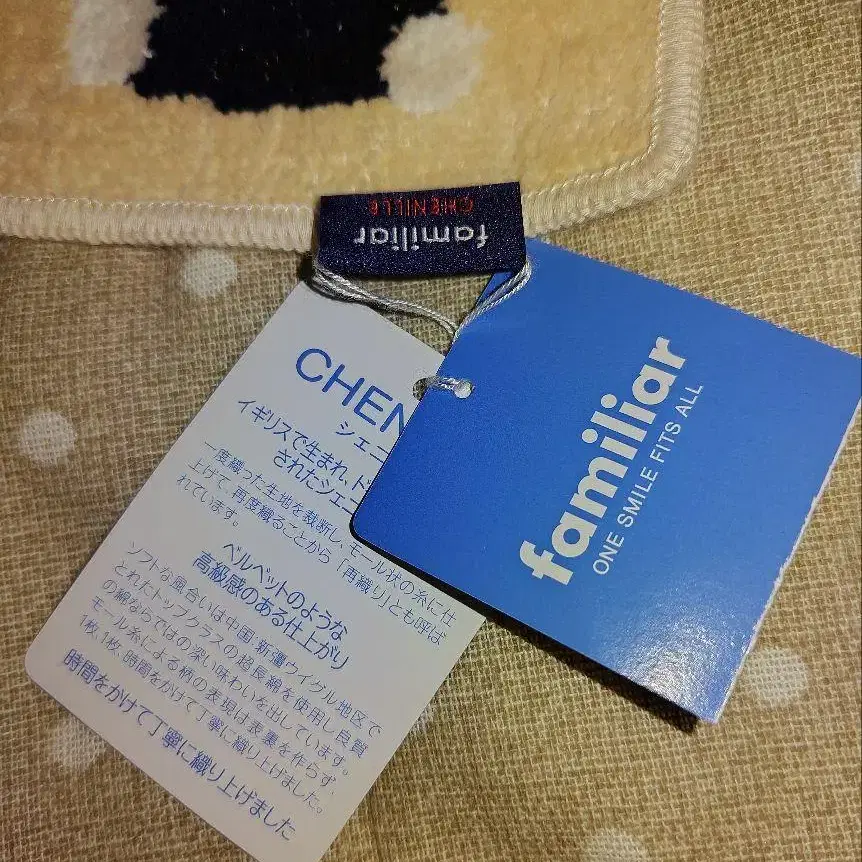 familiar
CHENILLE
CHEN
シェニ
イギリスで生まれ、ド
されたシェニ
一度織った生地を裁断し、モール状の糸に仕
上げて、再度織ることから「再織り」とも呼ば
れています。
ベルベットのような
高級感のある仕上がり
ソフトな風合いは中国 新彊ウイグル地区で
とれたトップクラスの超長綿を使用し良質
の綿ならではの深い味わいを出しています。
モール糸による柄の表現は表裏を作らず、
1枚、1枚、時間をかけて丁寧に織り上げました。
時間をかけて丁寧に織り上げました
familiar
ONE SMILE FITS ALL